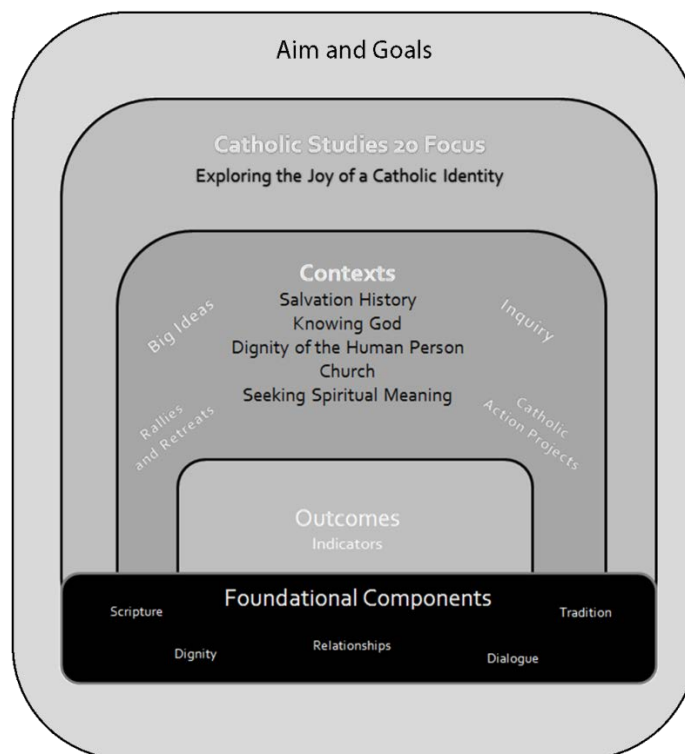 Aim and Goals
Catholic Studies 20 Focus
Exploring the Joy of a Catholic Identity
Contexts
Salvation History
Knowing God
Dignity of the Human Person
Church
Seeking Spiritual Meaning
Big Ideas
Inquiry
Rallies
and Retreats
Catholic
Action Projects
Outcomes
Indicators
Foundational Components
Scripture
Tradition
Relationships
Dignity
Dialogue